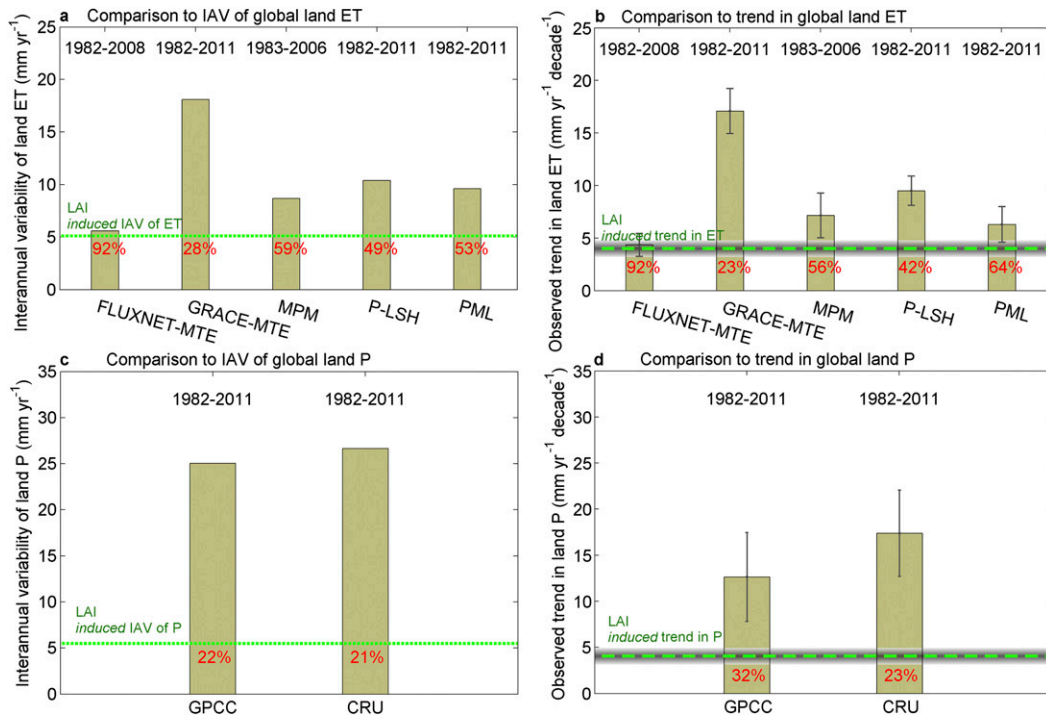 a Comparison to IAV of global land ET
Interannual variability of land ET (mm yr⁻¹)
25
20
15
10
5
0
1982-2008 1982-2011 1983-2006 1982-2011 1982-2011
LAI
induced IAV of ET
92% 28% 59% 49% 53%
FLUXNET-MTE GRACE-MTE MPM P-LSH PML
b Comparison to trend in global land ET
Observed trend in land ET (mm yr⁻¹ decade⁻¹)
25
20
15
10
5
0
1982-2008 1982-2011 1983-2006 1982-2011 1982-2011
LAI
induced trend in ET
92% 23% 56% 42% 64%
FLUXNET-MTE GRACE-MTE MPM P-LSH PML
c Comparison to IAV of global land P
Interannual variability of land P (mm yr⁻¹)
35
30
25
20
15
10
5
0
1982-2011 1982-2011
LAI
induced IAV of P
22% 21%
GPCC CRU
d Comparison to trend in global land P
Observed trend in land P (mm yr⁻¹ decade⁻¹)
35
30
25
20
15
10
5
0
1982-2011 1982-2011
LAI
induced trend in P
32% 23%
GPCC CRU